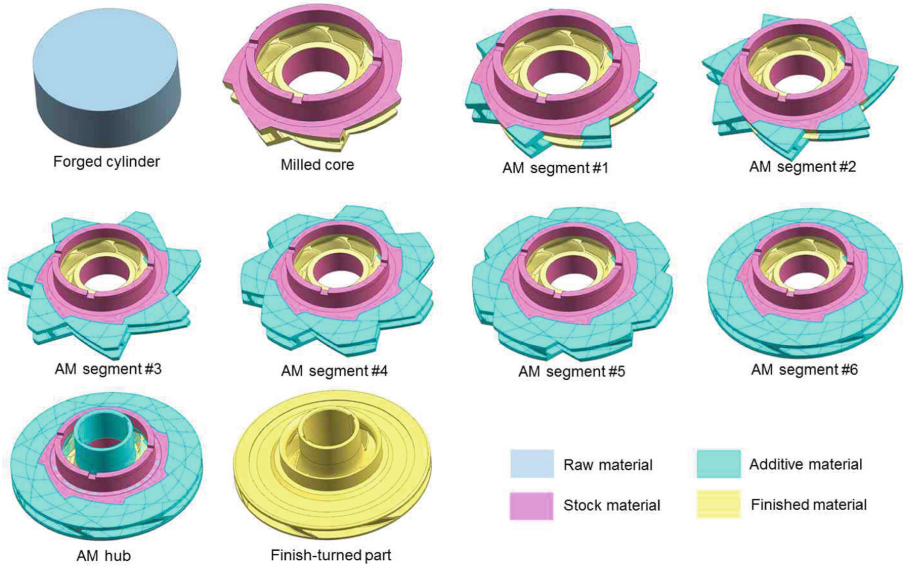 Forged cylinder
Milled core
AM segment #1
AM segment #2
AM segment #3
AM segment #4
AM segment #5
AM segment #6
AM hub
Finish-turned part
Raw material
Additive material
Stock material
Finished material